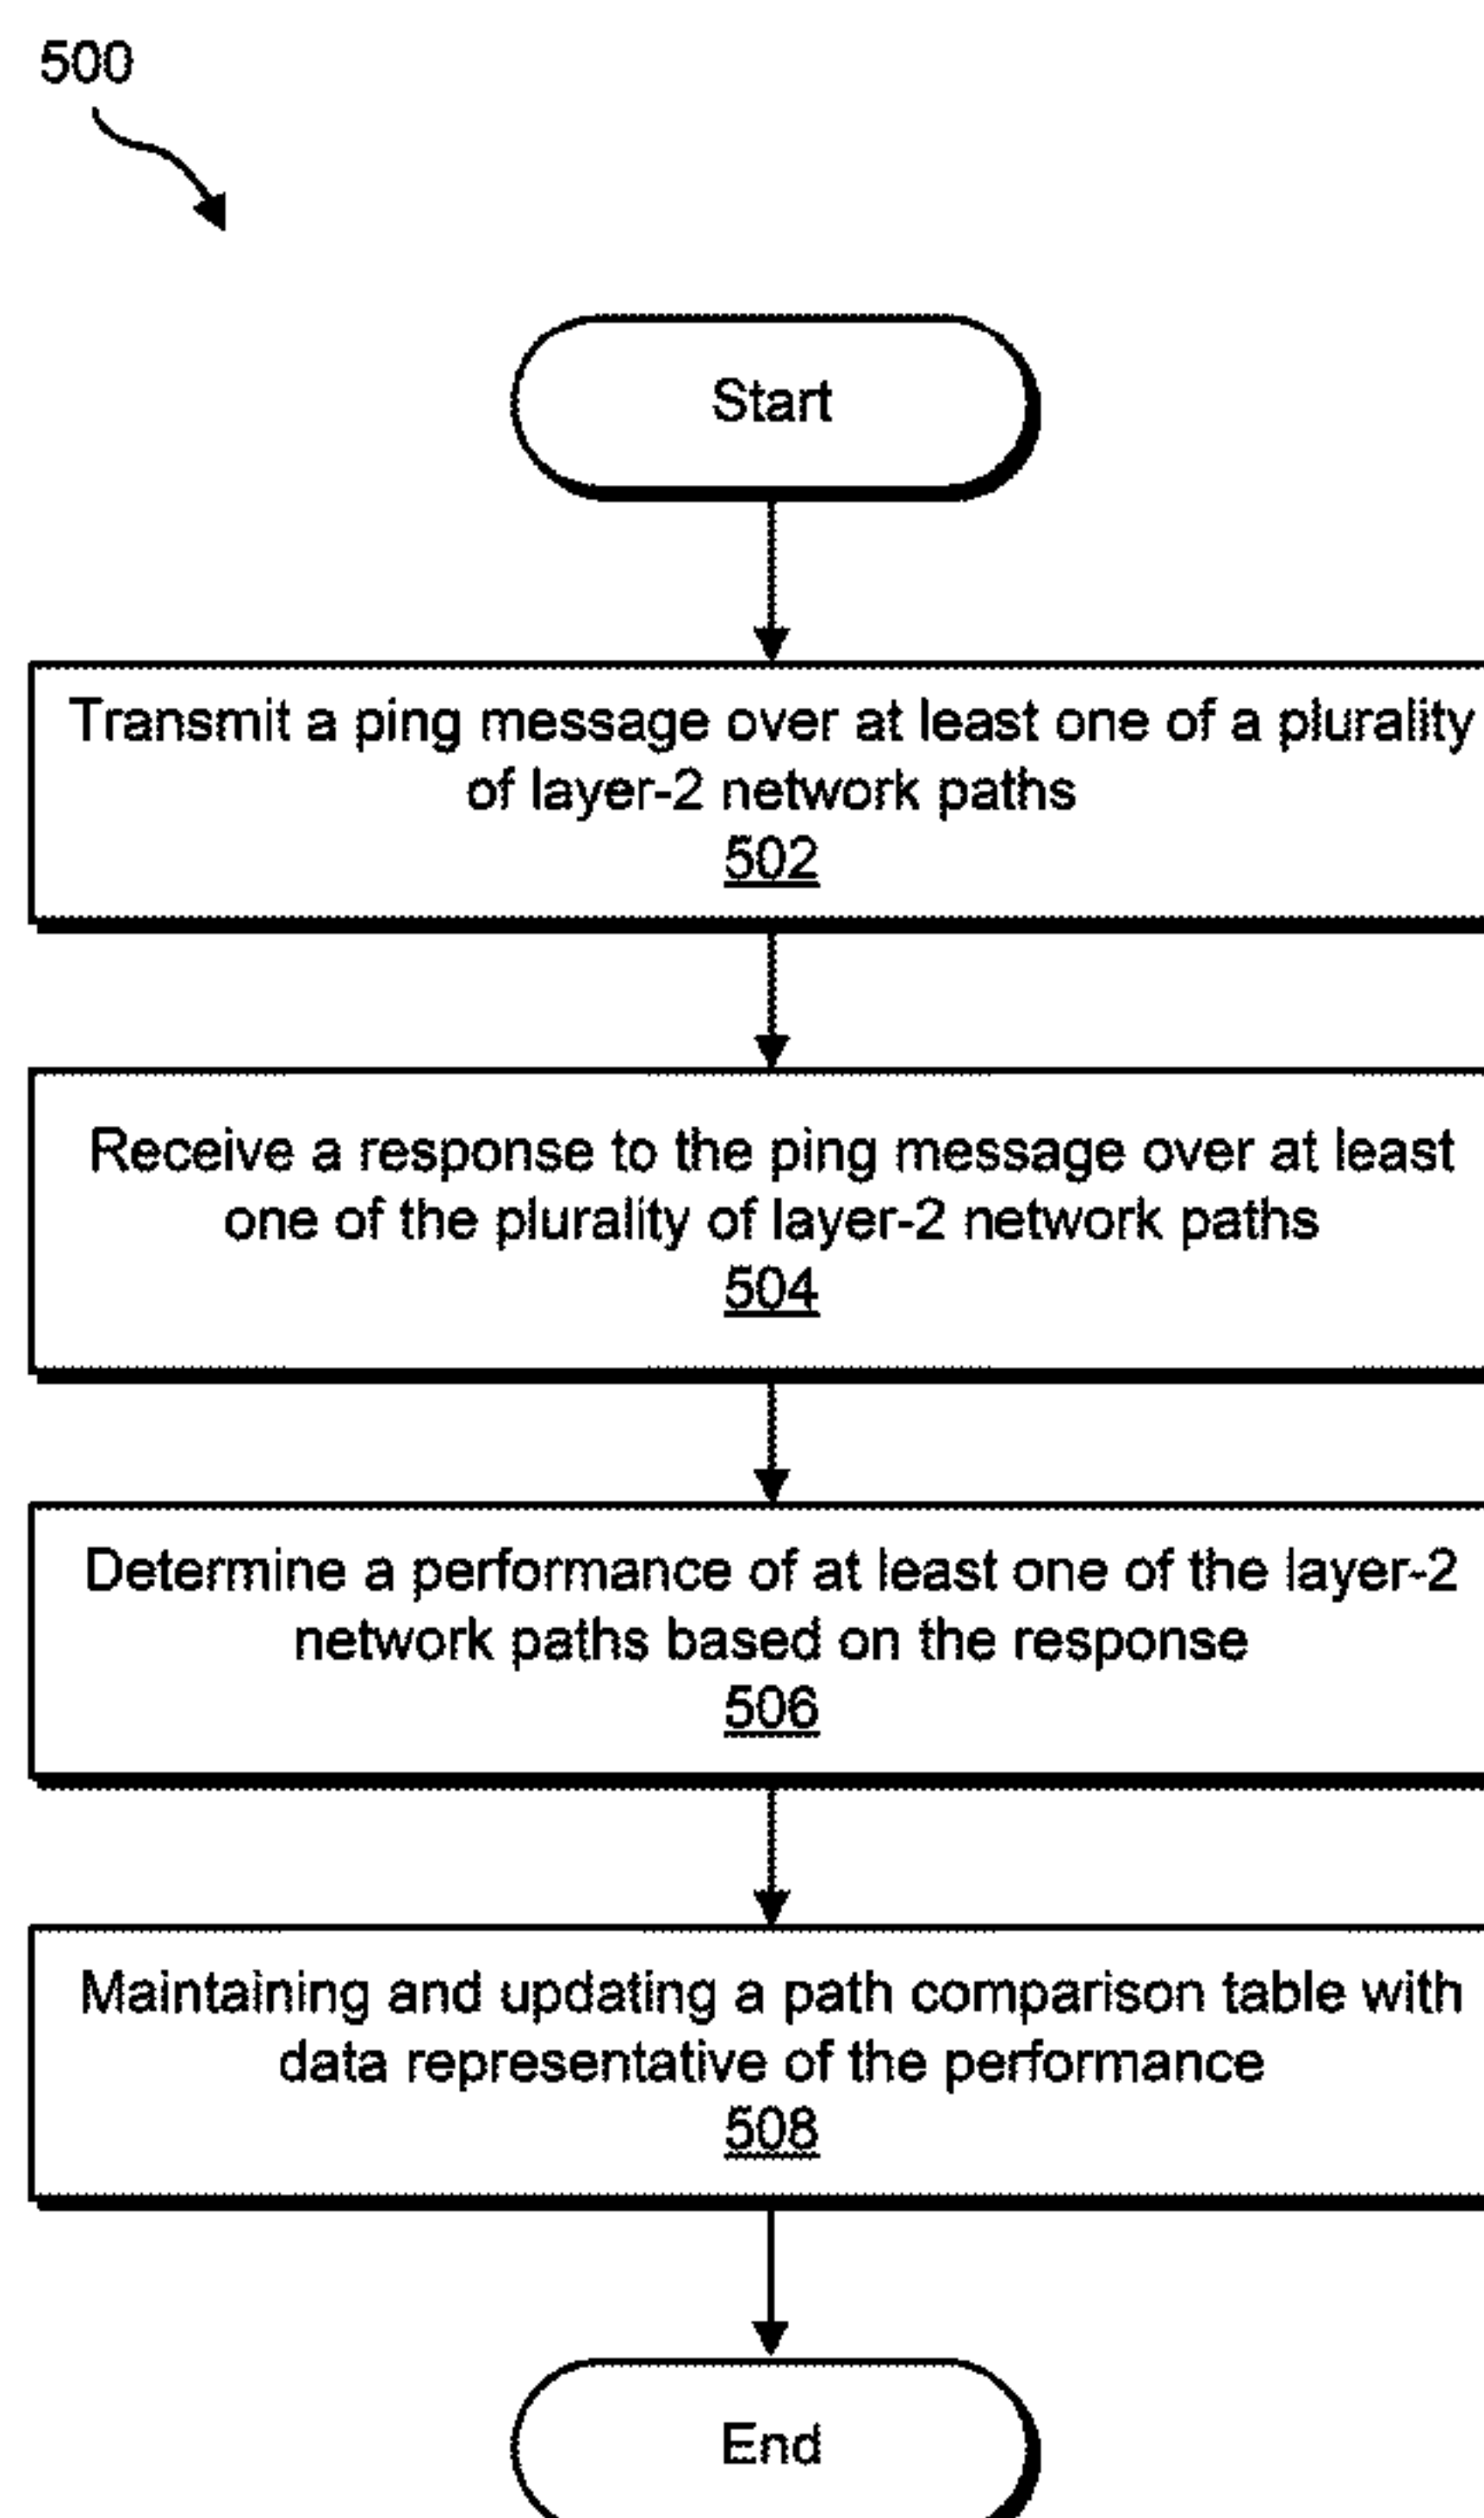 500
Start
Transmit a ping message over at least one of a plurality
of layer-2 network paths
502
Receive a response to the ping message over at least
one of the plurality of layer-2 network paths
504
Determine a performance of at least one of the layer-2
network paths based on the response
506
Maintaining and updating a path comparison table with
data representative of the performance
508
End